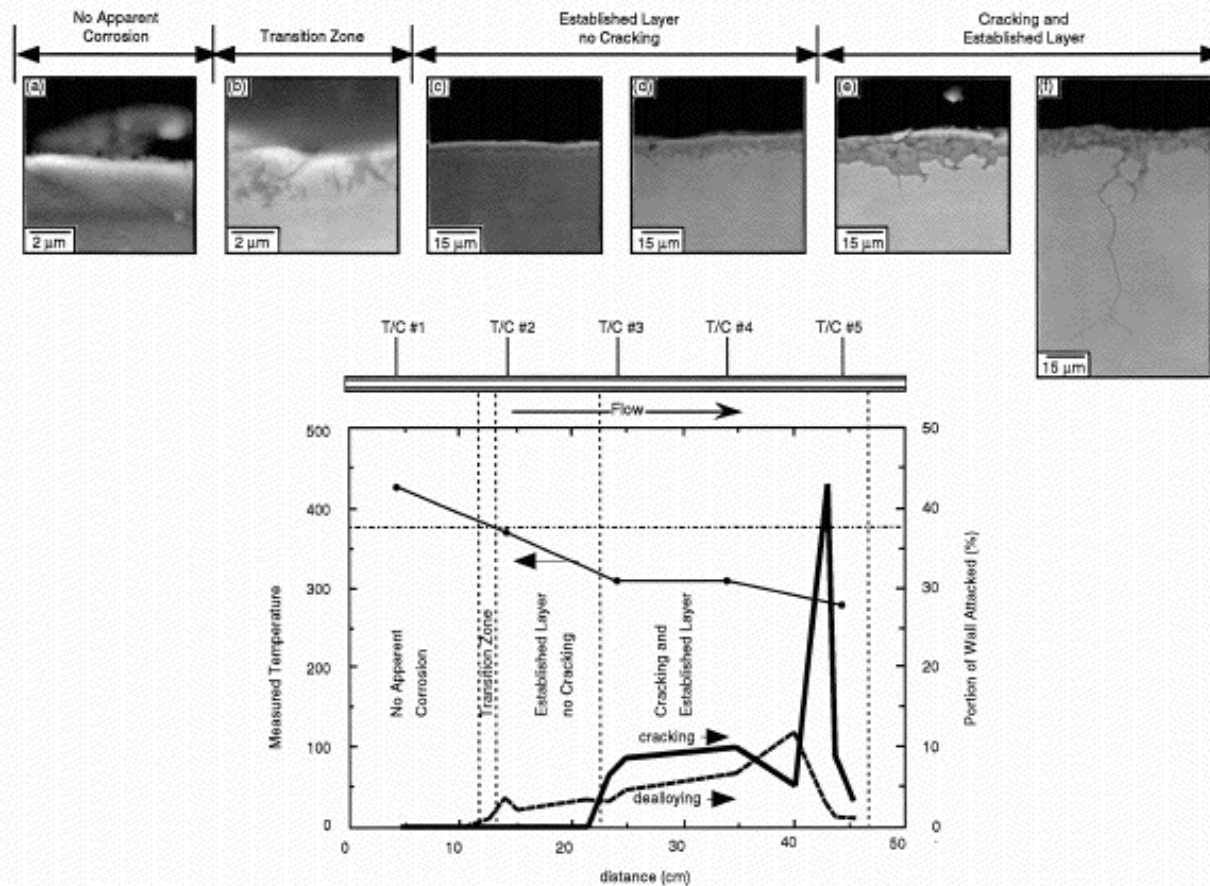 No Apparent
Corrosion
Transition Zone
Established Layer
no Cracking
Cracking and
Established Layer
(a)
(b)
(c)
(d)
(e)
(f)
2 μm
2 μm
15 μm
15 μm
15 μm
15 μm
T/C #1
T/C #2
T/C #3
T/C #4
T/C #5
Flow
500
400
300
200
100
0
Measured Temperature
50
40
30
20
10
0
Portion of Wall Attacked (%)
No Apparent
Corrosion
Transition Zone
Established Layer
no Cracking
Cracking and
Established Layer
cracking
dealloying
0
10
20
30
40
50
distance (cm)